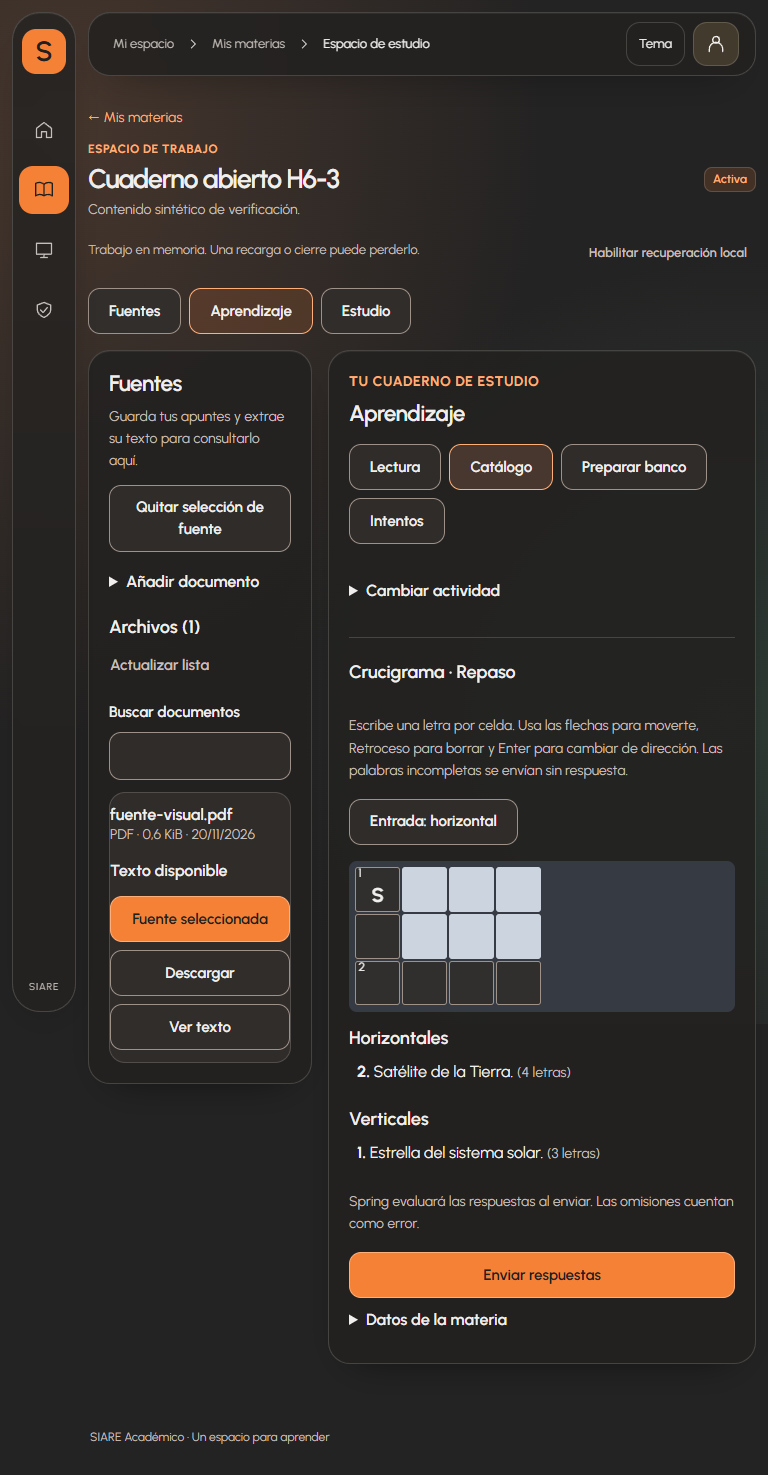 S
Mi espacio > Mis materias > Espacio de estudio
Tema
← Mis materias
ESPACIO DE TRABAJO
Cuaderno abierto H6-3
Activa
Contenido sintético de verificación.
Trabajo en memoria. Una recarga o cierre puede perderlo.
Habilitar recuperación local
Fuentes
Aprendizaje
Estudio
Fuentes
Guarda tus apuntes y extrae
su texto para consultarlo
aquí.
Quitar selección de
fuente
Añadir documento
Archivos (1)
Actualizar lista
Buscar documentos
fuente-visual.pdf
PDF · 0,6 KiB · 20/11/2026
Texto disponible
Fuente seleccionada
Descargar
Ver texto
SIARE
TU CUADERNO DE ESTUDIO
Aprendizaje
Lectura
Catálogo
Preparar banco
Intentos
Cambiar actividad
Crucigrama · Repaso
Escribe una letra por celda. Usa las flechas para moverte,
Retroceso para borrar y Enter para cambiar de dirección. Las
palabras incompletas se envían sin respuesta.
Entrada: horizontal
1
S
2
Horizontales
2. Satélite de la Tierra. (4 letras)
Verticales
1. Estrella del sistema solar. (3 letras)
Spring evaluará las respuestas al enviar. Las omisiones cuentan
como error.
Enviar respuestas
Datos de la materia
SIARE Académico · Un espacio para aprender